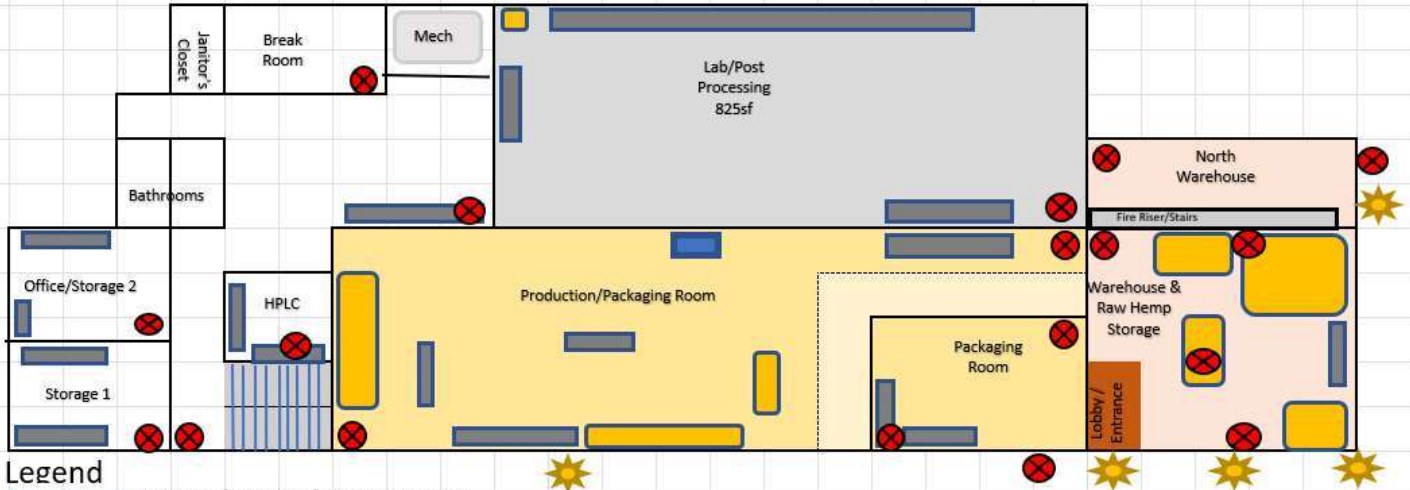 Janitor's
Closet
Break
Room
Mech
Lab/Post
Processing
825sf
North
Warehouse
Bathrooms
Fire Riser/Stairs
Office/Storage 2
HPLC
Production/Packaging Room
Warehouse &
Raw Hemp
Storage
Packaging
Room
Storage 1
Lobby /
Entrance
Legend